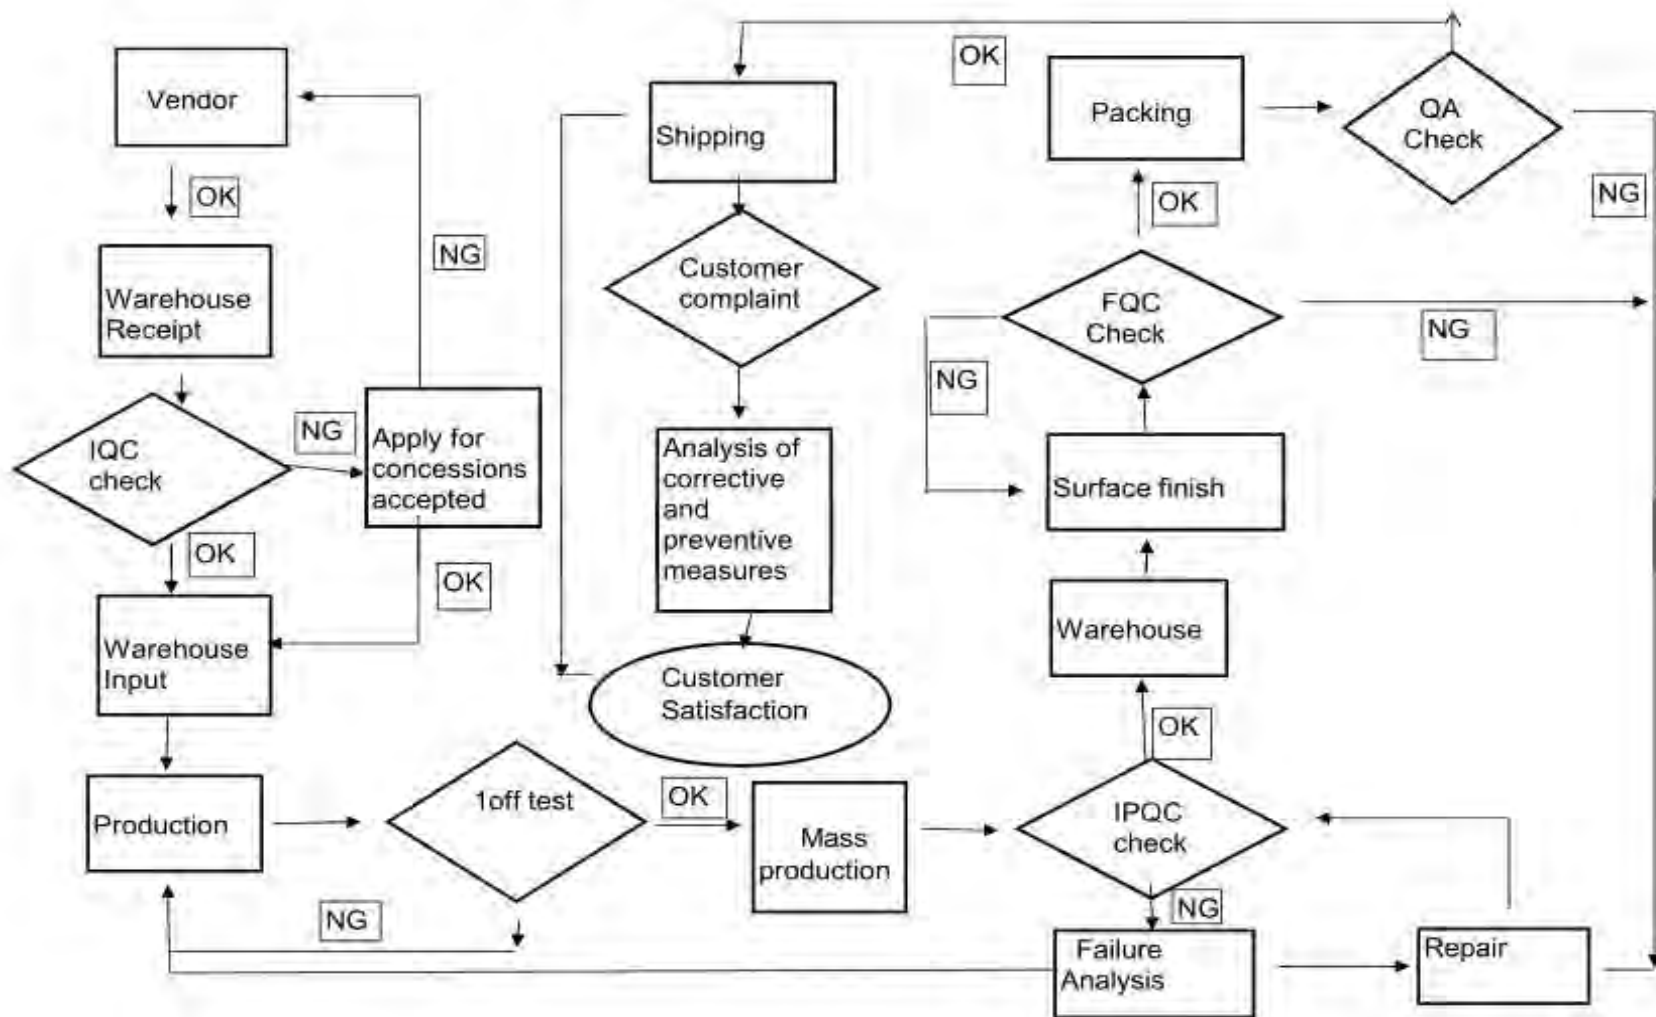 Vendor
OK
Warehouse
Receipt
IQC
check
NG
Apply for
concessions
accepted
NG
OK
OK
Warehouse
Input
Production
1off test
NG
OK
Mass
production
IPQC
check
NG
Failure
Analysis
Repair
OK
Warehouse
Surface finish
FQC
Check
NG
NG
OK
Packing
QA
Check
NG
OK
Shipping
Customer
complaint
Analysis of
corrective
and
preventive
measures
Customer
Satisfaction